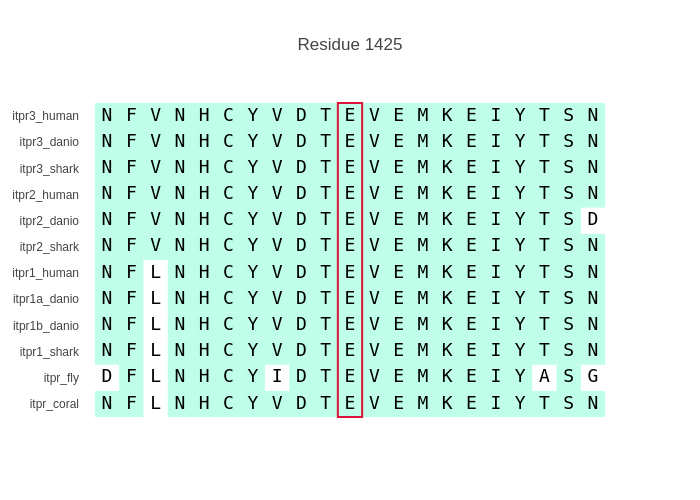 Residue 1425
itpr3_human N F V N H C Y V D T E V E M K E I Y T S N
itpr3_danio N F V N H C Y V D T E V E M K E I Y T S N
itpr3_shark N F V N H C Y V D T E V E M K E I Y T S N
itpr2_human N F V N H C Y V D T E V E M K E I Y T S N
itpr2_danio N F V N H C Y V D T E V E M K E I Y T S D
itpr2_shark N F V N H C Y V D T E V E M K E I Y T S N
itpr1_human N F L N H C Y V D T E V E M K E I Y T S N
itpr1a_danio N F L N H C Y V D T E V E M K E I Y T S N
itpr1b_danio N F L N H C Y V D T E V E M K E I Y T S N
itpr1_shark N F L N H C Y V D T E V E M K E I Y T S N
itpr_fly D F L N H C Y I D T E V E M K E I Y A S G
itpr_coral N F L N H C Y V D T E V E M K E I Y T S N